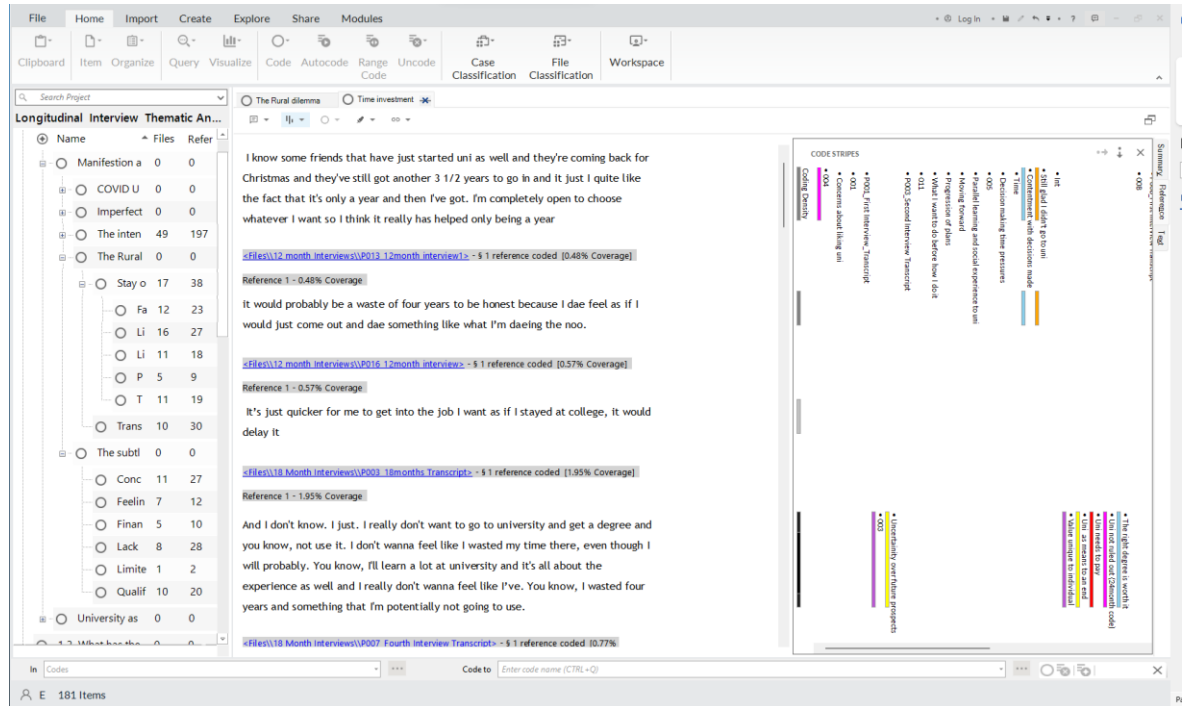 File Home Import Create Explore Share Modules
Log In ?
Clipboard Item Organize Query Visualize Code Autocode Range Code Uncode Case Classification File Classification Workspace
Search Project
Longitudinal Interview Thematic An...
Name Files Refer
Manifestion a 0 0
COVID U 0 0
Imperfect 0 0
The inten 49 197
The Rural 0 0
Stay o 17 38
Fa 12 23
Li 16 27
Li 11 18
P 5 9
T 11 19
Trans 10 30
The subtl 0 0
Conc 11 27
Feelin 7 12
Finan 5 10
Lack 8 28
Limite 1 2
Qualif 10 20
University as 0 0
The Rural dilemma Time investment
I know some friends that have just started uni as well and they're coming back for
Christmas and they've still got another 3 1/2 years to go in and it just I quite like
the fact that it's only a year and then I've got. I'm completely open to choose
whatever I want so I think it really has helped only being a year
<Files\\12 month Interviews\\P013_12month_interview1> - § 1 reference coded [0.48% Coverage]
Reference 1 - 0.48% Coverage
it would probably be a waste of four years to be honest because I dae feel as if I
would just come out and dae something like what I'm daeing the noo.
<Files\\12 month Interviews\\P016_12month_interview> - § 1 reference coded [0.57% Coverage]
Reference 1 - 0.57% Coverage
It's just quicker for me to get into the job I want as if I stayed at college, it would
delay it
<Files\\18 Month Interviews\\P003_18months Transcript> - § 1 reference coded [1.95% Coverage]
Reference 1 - 1.95% Coverage
And I don't know. I just. I really don't want to go to university and get a degree and
you know, not use it. I don't wanna feel like I wasted my time there, even though I
will probably. You know, I'll learn a lot at university and it's all about the
experience as well and I really don't wanna feel like I've. You know, I wasted four
years and something that I'm potentially not going to use.
<Files\\18 Month Interviews\\P007_Fourth Interview Transcript> - § 1 reference coded [0.77%
CODE STRIPES
008
Int
Still glad I didn't go to uni
Contentment with decisions made
Time
Decision making time pressures
005
Parallel learning and social experience to uni
Moving forward
Progression of plans
What I want to do before how I do it
011
P003_Second Interview Transcript
P001_First Interview_Transcript
001
Concerns about liking uni
004
Coding Density
The right degree is worth it
Uni not ruled out (24month code)
Uni needs to pay
Uni as means to an end
Value unique to individual
Uncertainity over future prospects
003
Summary Reference Text
In Codes Code to Enter code name (CTRL+Q)
E 181 Items